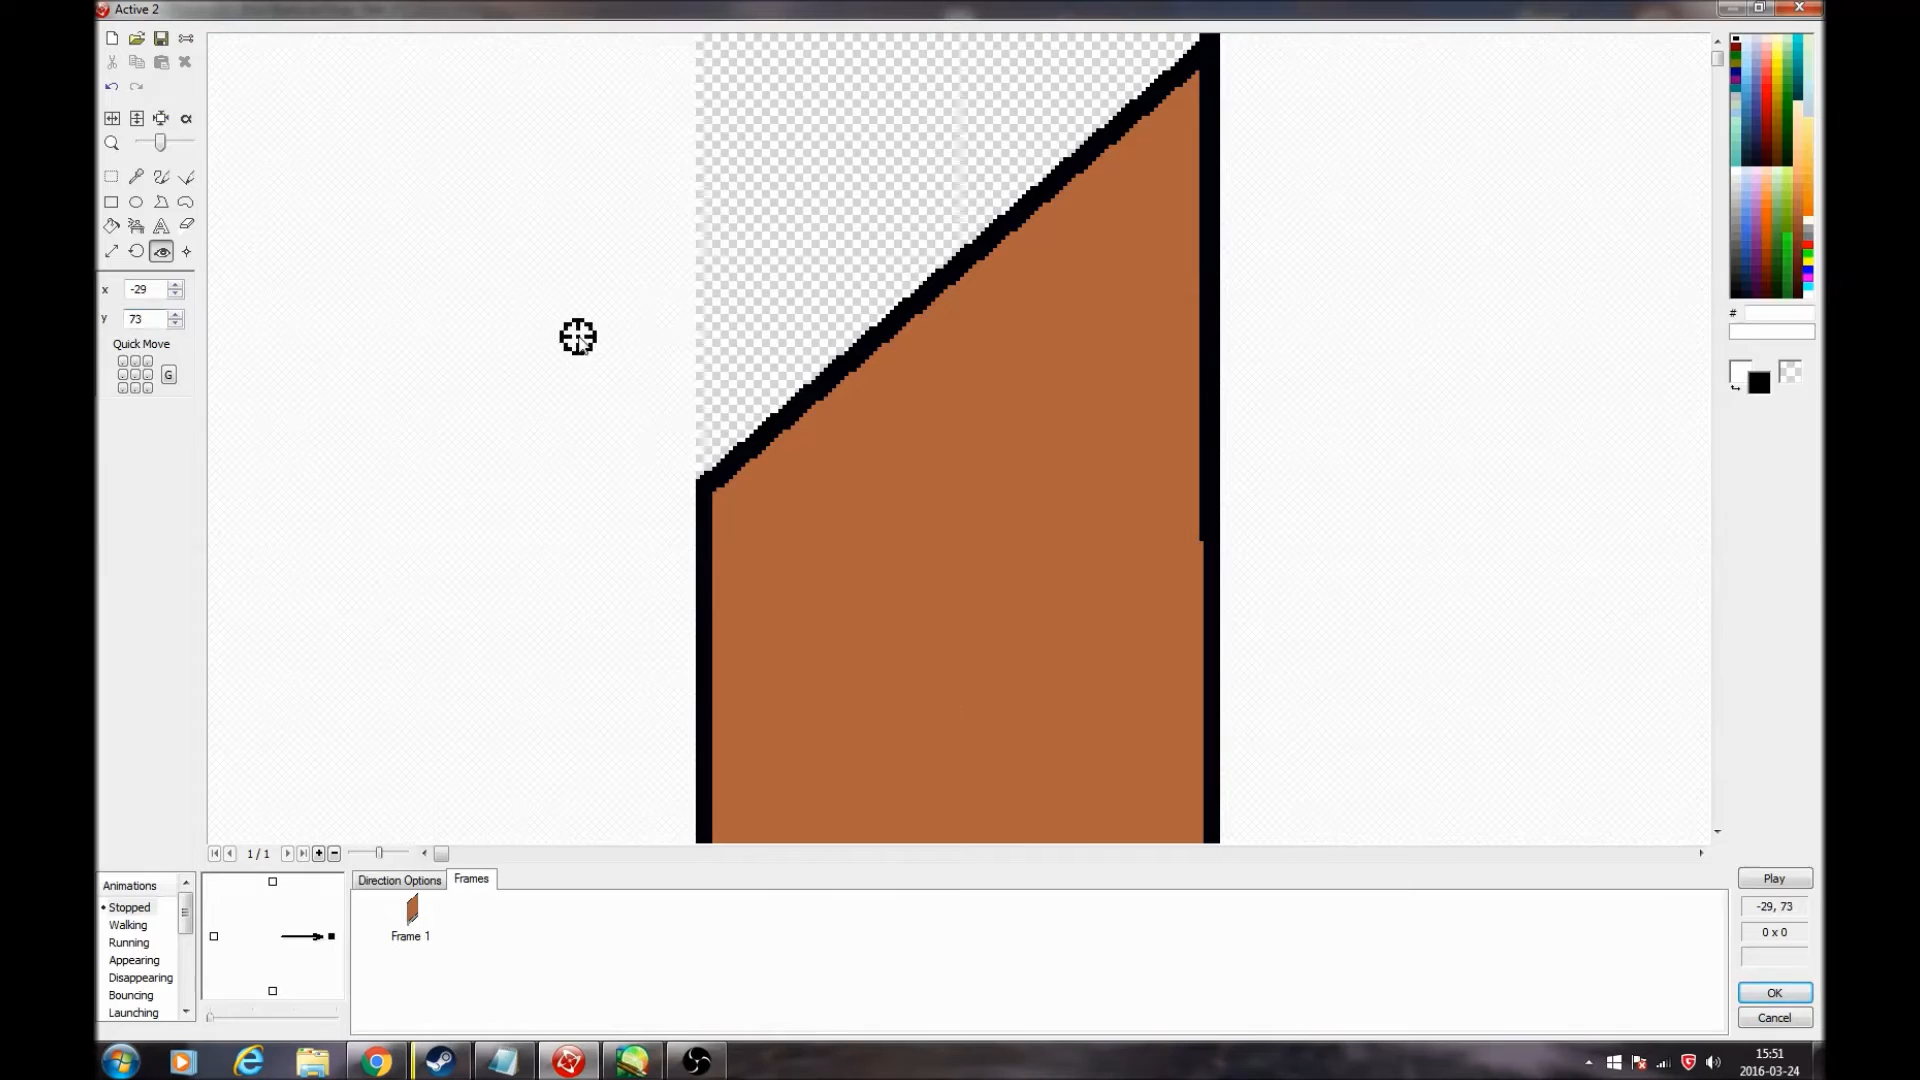 Active 2
x -29
y 73
Quick Move
G
#
1 / 1
Animations
Stopped
Walking
Running
Appearing
Disappearing
Bouncing
Launching
Direction Options
Frames
Frame 1
Play
-29, 73
0 x 0
OK
Cancel
15:51
2016-03-24